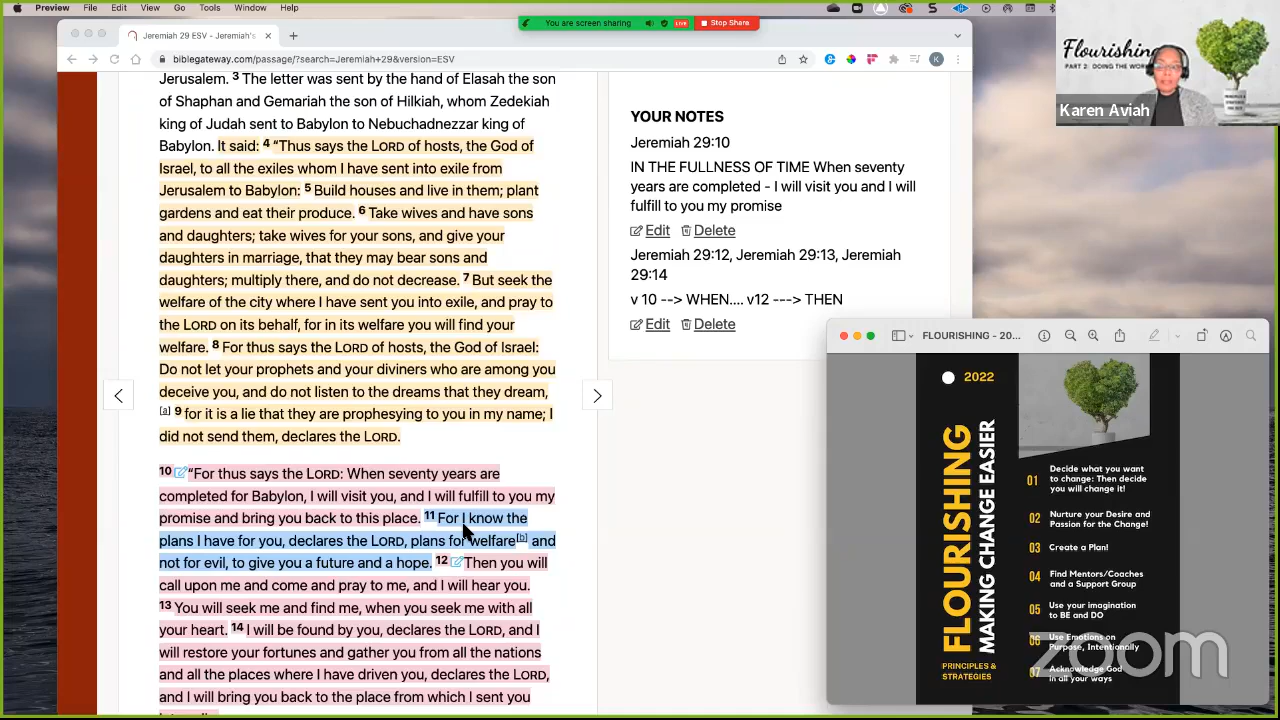 Preview File Edit View Go Tools Window Help
You are screen sharing LIVE Stop Share
Jeremiah 29 ESV - Jeremiah's
biblegateway.com/passage/?search=Jeremiah+29&version=ESV
K
Jerusalem. 3 The letter was sent by the hand of Elasah the son
of Shaphan and Gemariah the son of Hilkiah, whom Zedekiah
king of Judah sent to Babylon to Nebuchadnezzar king of
Babylon. It said: 4 “Thus says the LORD of hosts, the God of
Israel, to all the exiles whom I have sent into exile from
Jerusalem to Babylon: 5 Build houses and live in them; plant
gardens and eat their produce. 6 Take wives and have sons
and daughters; take wives for your sons, and give your
daughters in marriage, that they may bear sons and
daughters; multiply there, and do not decrease. 7 But seek the
welfare of the city where I have sent you into exile, and pray to
the LORD on its behalf, for in its welfare you will find your
welfare. 8 For thus says the LORD of hosts, the God of Israel:
Do not let your prophets and your diviners who are among you
deceive you, and do not listen to the dreams that they dream,
[a] 9 for it is a lie that they are prophesying to you in my name; I
did not send them, declares the LORD.
10 “For thus says the LORD: When seventy years are
completed for Babylon, I will visit you, and I will fulfill to you my
promise and bring you back to this place. 11 For I know the
plans I have for you, declares the LORD, plans for welfare[b] and
not for evil, to give you a future and a hope. Then you will
call upon me and come and pray to me, and I will hear you.
13 You will seek me and find me, when you seek me with all
your heart. 14 I will be found by you, declares the LORD, and I
will restore your fortunes and gather you from all the nations
and all the places where I have driven you, declares the LORD,
and I will bring you back to the place from which I sent you
YOUR NOTES
Jeremiah 29:10
IN THE FULLNESS OF TIME When seventy
years are completed - I will visit you and I will
fulfill to you my promise
Edit Delete
Jeremiah 29:12, Jeremiah 29:13, Jeremiah
29:14
v 10 --> WHEN.... v12 ---> THEN
Edit Delete
Flourishing
PART 2: DOING THE WOR
Karen Aviah
FLOURISHING - 20...
2022
FLOURISHING
MAKING CHANGE EASIER
PRINCIPLES &
STRATEGIES
01 Decide what you want
to change: Then decide
you will change it!
02 Nurture your Desire and
Passion for the Change!
03 Create a Plan!
04 Find Mentors/Coaches
and a Support Group
05 Use your imagination
to BE and DO
06 Use Emotions on
Purpose, Intentionally
07 Acknowledge God
in all your ways
zoom